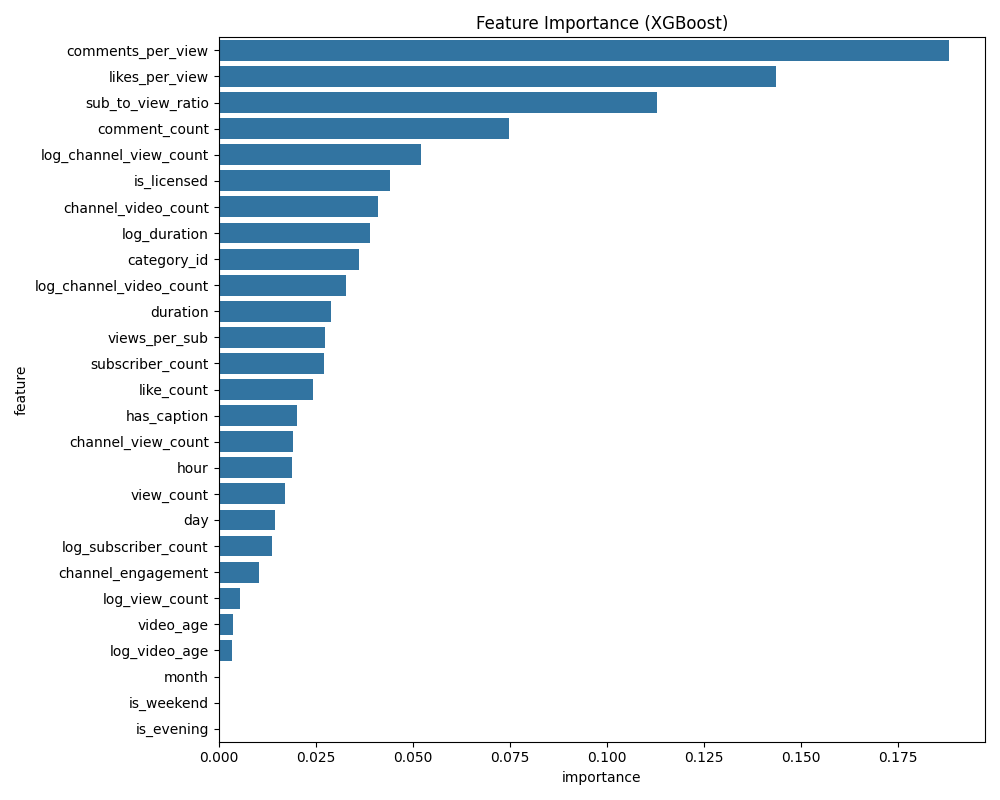 Feature Importance (XGBoost)
comments_per_view
likes_per_view
sub_to_view_ratio
comment_count
log_channel_view_count
is_licensed
channel_video_count
log_duration
category_id
log_channel_video_count
duration
views_per_sub
subscriber_count
like_count
has_caption
channel_view_count
hour
view_count
day
log_subscriber_count
channel_engagement
log_view_count
video_age
log_video_age
month
is_weekend
is_evening
feature
0.000 0.025 0.050 0.075 0.100 0.125 0.150 0.175
importance